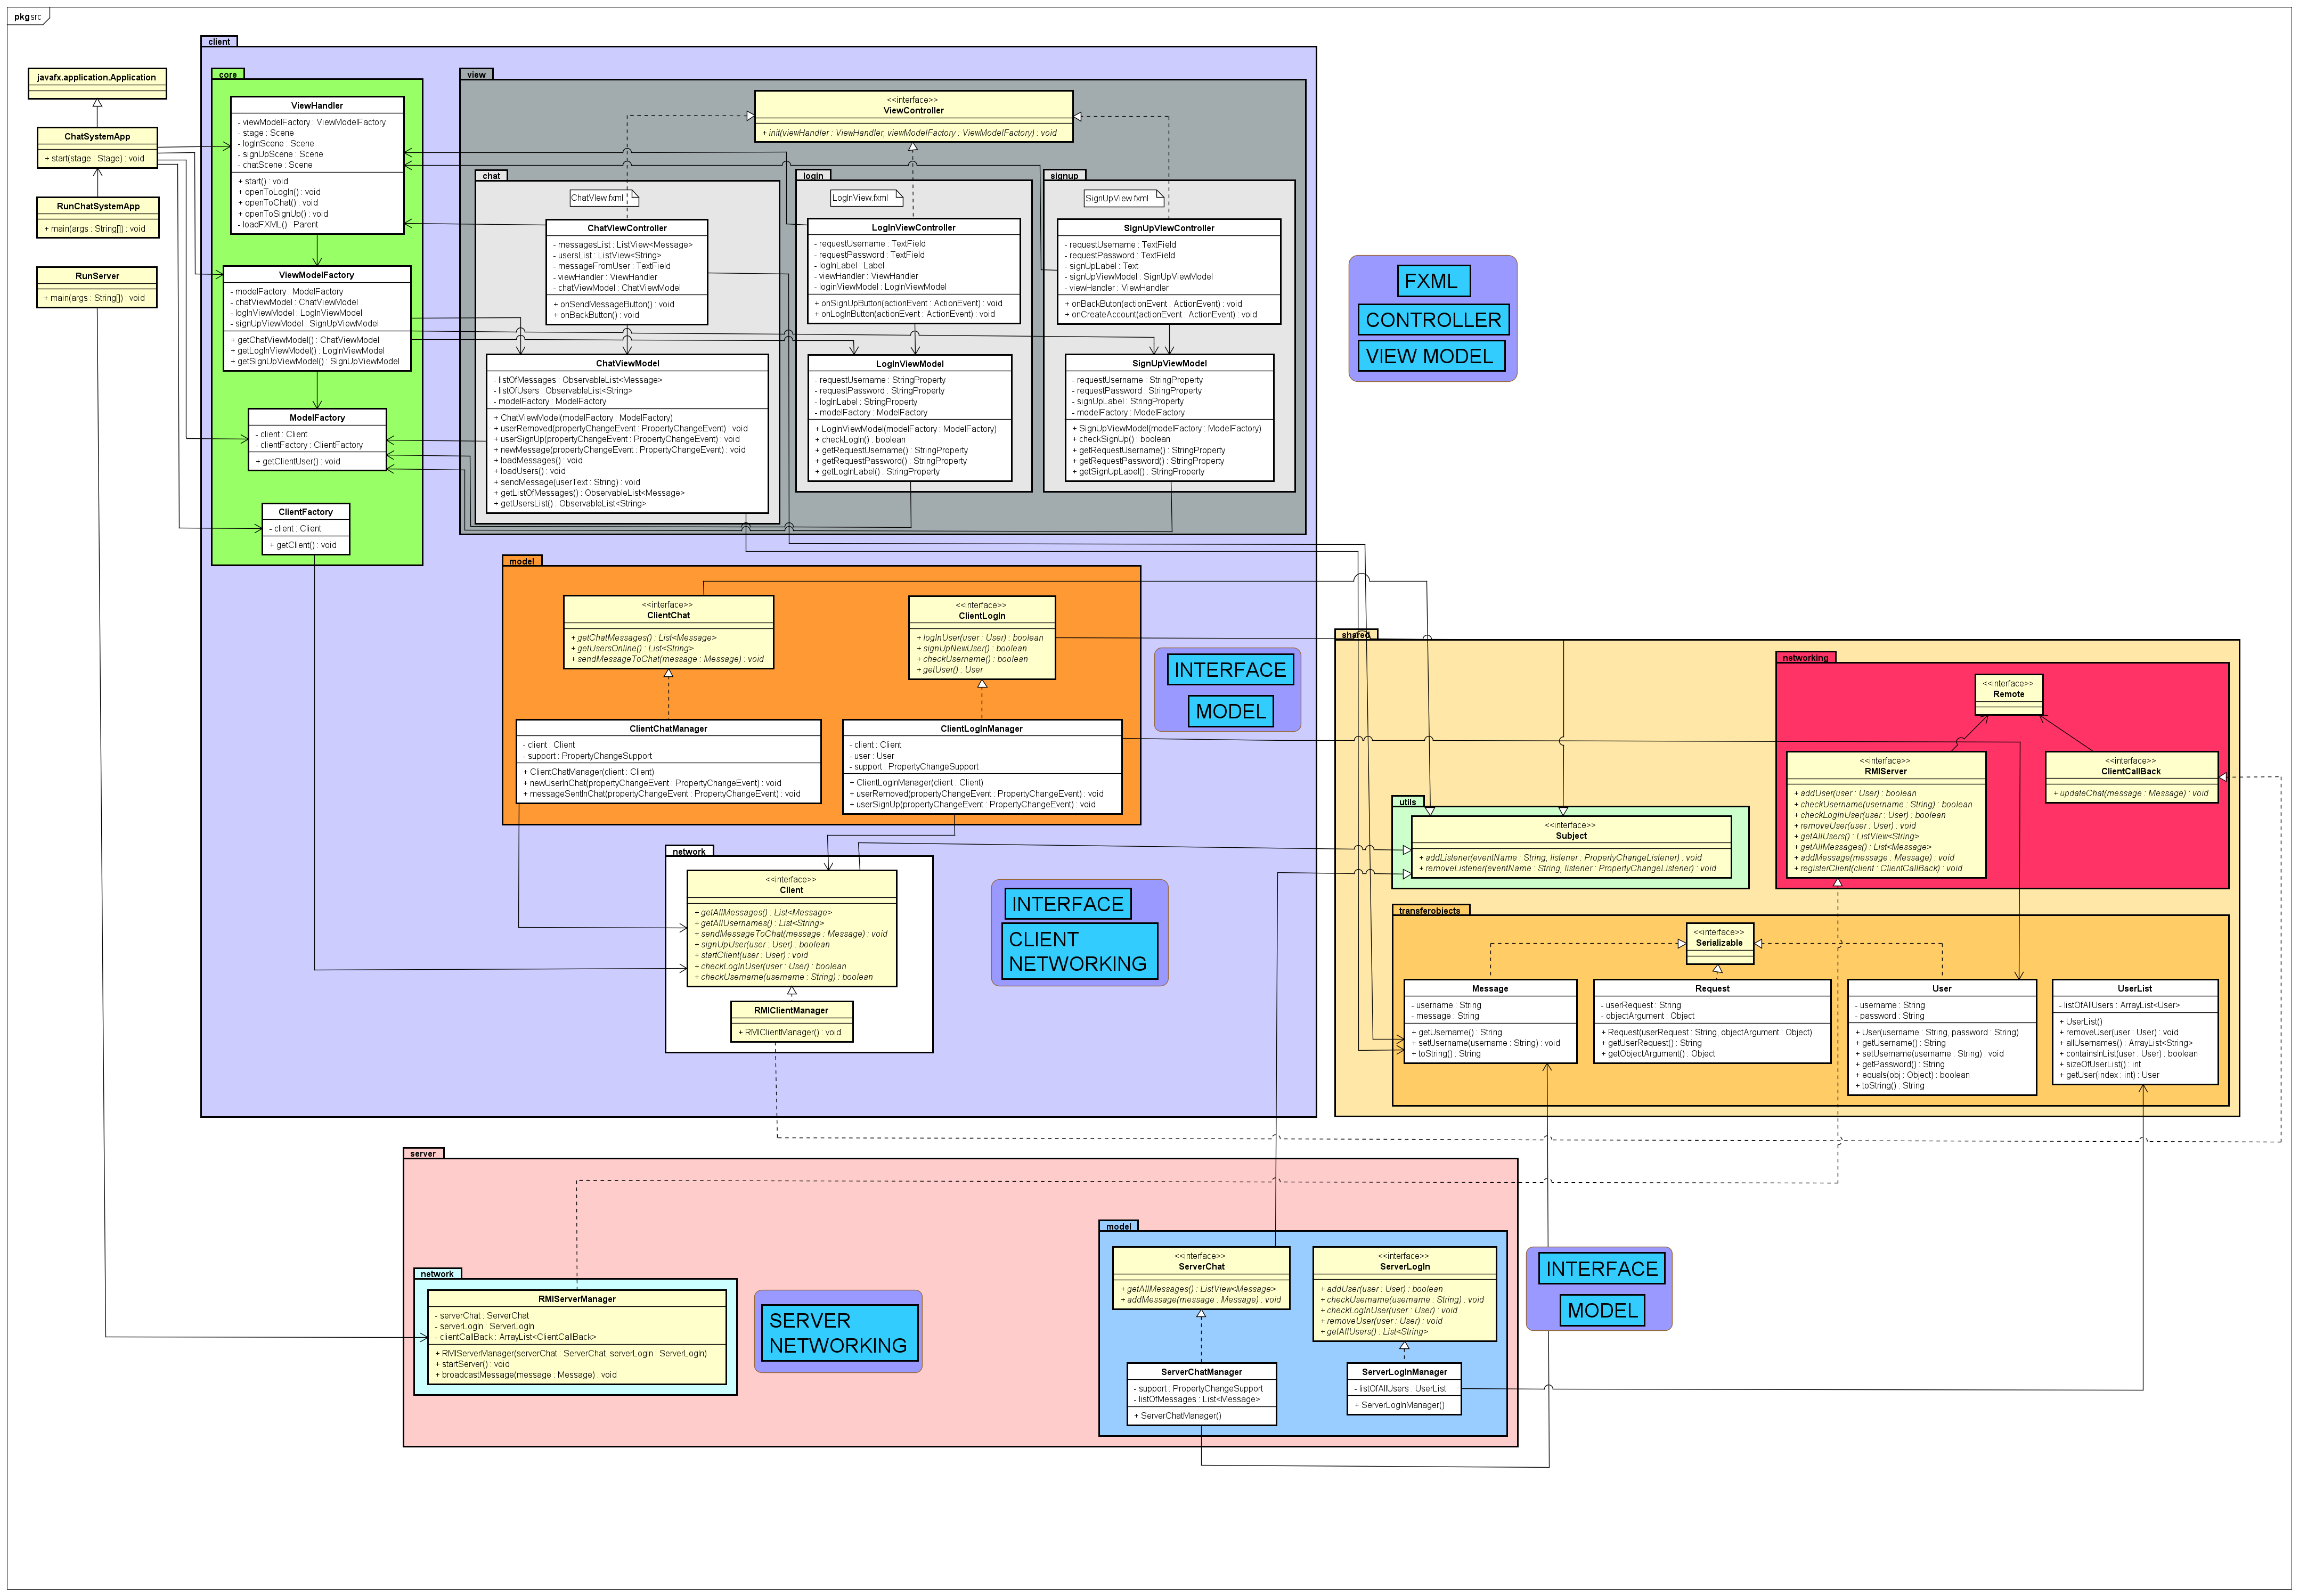 pkg src
client
javafx.application.Application
ChatSystemApp
+ start(stage : Stage) : void
RunChatSystemApp
+ main(args : String[]) : void
RunServer
+ main(args : String[]) : void
core
ViewHandler
- viewModelFactory : ViewModelFactory
- stage : Scene
- logInScene : Scene
- signUpScene : Scene
- chatScene : Scene
+ start() : void
+ openToLogIn() : void
+ openToChat() : void
+ openToSignUp() : void
- loadFXML() : Parent
ViewModelFactory
- modelFactory : ModelFactory
- chatViewModel : ChatViewModel
- logInViewModel : LogInViewModel
- signUpViewModel : SignUpViewModel
+ getChatViewModel() : ChatViewModel
+ getLogInViewModel() : LogInViewModel
+ getSignUpViewModel() : SignUpViewModel
ModelFactory
- client : Client
- clientFactory : ClientFactory
+ getClientUser() : void
ClientFactory
- client : Client
+ getClient() : void
view
<<interface>>
ViewController
+ init(viewHandler : ViewHandler, viewModelFactory : ViewModelFactory) : void
chat
ChatVIew.fxml
ChatViewController
- messagesList : ListView<Message>
- usersList : ListView<String>
- messageFromUser : TextField
- viewHandler : ViewHandler
- chatViewModel : ChatViewModel
+ onSendMessageButton() : void
+ onBackButton() : void
ChatViewModel
- listOfMessages : ObservableList<Message>
- listOfUsers : ObservableList<String>
- modelFactory : ModelFactory
+ ChatViewModel(modelFactory : ModelFactory)
+ userRemoved(propertyChangeEvent : PropertyChangeEvent) : void
+ userSignUp(propertyChangeEvent : PropertyChangeEvent) : void
+ newMessage(propertyChangeEvent : PropertyChangeEvent) : void
+ loadMessages() : void
+ loadUsers() : void
+ sendMessage(userText : String) : void
+ getListOfMessages() : ObservableList<Message>
+ getUsersList() : ObservableList<String>
login
LogInView.fxml
LogInViewController
- requestUsername : TextField
- requestPassword : TextField
- logInLabel : Label
- viewHandler : ViewHandler
- loginViewModel : LogInViewModel
+ onSignUpButton(actionEvent : ActionEvent) : void
+ onLogInButton(actionEvent : ActionEvent) : void
LogInViewModel
- requestUsername : StringProperty
- requestPassword : StringProperty
- logInLabel : StringProperty
- modelFactory : ModelFactory
+ LogInViewModel(modelFactory : ModelFactory)
+ checkLogIn() : boolean
+ getRequestUsername() : StringProperty
+ getRequestPassword() : StringProperty
+ getLogInLabel() : StringProperty
signup
SignUpView.fxml
SignUpViewController
- requestUsername : TextField
- requestPassword : TextField
- signUpLabel : Text
- signUpViewModel : SignUpViewModel
- viewHandler : ViewHandler
+ onBackButon(actionEvent : ActionEvent) : void
+ onCreateAccount(actionEvent : ActionEvent) : void
SignUpViewModel
- requestUsername : StringProperty
- requestPassword : StringProperty
- signUpLabel : StringProperty
- modelFactory : ModelFactory
+ SignUpViewModel(modelFactory : ModelFactory)
+ checkSignUp() : boolean
+ getRequestUsername() : StringProperty
+ getRequestPassword() : StringProperty
+ getSignUpLabel() : StringProperty
FXML
CONTROLLER
VIEW MODEL
model
<<interface>>
ClientChat
+ getChatMessages() : List<Message>
+ getUsersOnline() : List<String>
+ sendMessageToChat(message : Message) : void
<<interface>>
ClientLogIn
+ logInUser(user : User) : boolean
+ signUpNewUser() : boolean
+ checkUsername() : boolean
+ getUser() : User
ClientChatManager
- client : Client
- support : PropertyChangeSupport
+ ClientChatManager(client : Client)
+ newUserInChat(propertyChangeEvent : PropertyChangeEvent) : void
+ messageSentInChat(propertyChangeEvent : PropertyChangeEvent) : void
ClientLogInManager
- client : Client
- user : User
- support : PropertyChangeSupport
+ ClientLogInManager(client : Client)
+ userRemoved(propertyChangeEvent : PropertyChangeEvent) : void
+ userSignUp(propertyChangeEvent : PropertyChangeEvent) : void
INTERFACE
MODEL
network
<<interface>>
Client
+ getAllMessages() : List<Message>
+ getAllUsernames() : List<String>
+ sendMessageToChat(message : Message) : void
+ signUpUser(user : User) : boolean
+ startClient(user : User) : void
+ checkLogInUser(user : User) : boolean
+ checkUsername(username : String) : boolean
RMIClientManager
+ RMIClientManager() : void
INTERFACE
CLIENT
NETWORKING
shared
networking
<<interface>>
Remote
<<interface>>
RMIServer
+ addUser(user : User) : boolean
+ checkUsername(username : String) : boolean
+ checkLogInUser(user : User) : boolean
+ removeUser(user : User) : void
+ getAllUsers() : ListView<String>
+ getAllMessages() : List<Message>
+ addMessage(message : Message) : void
+ registerClient(client : ClientCallBack) : void
<<interface>>
ClientCallBack
+ updateChat(message : Message) : void
utils
<<interface>>
Subject
+ addListener(eventName : String, listener : PropertyChangeListener) : void
+ removeListener(eventName : String, listener : PropertyChangeListener) : void
transferobjects
<<interface>>
Serializable
Message
- username : String
- message : String
+ getUsername() : String
+ setUsername(username : String) : void
+ toString() : String
Request
- userRequest : String
- objectArgument : Object
+ Request(userRequest : String, objectArgument : Object)
+ getUserRequest() : String
+ getObjectArgument() : Object
User
- username : String
- password : String
+ User(username : String, password : String)
+ getUsername() : String
+ setUsername(username : String) : void
+ getPassword() : String
+ equals(obj : Object) : boolean
+ toString() : String
UserList
- listOfAllUsers : ArrayList<User>
+ UserList()
+ removeUser(user : User) : void
+ allUsernames() : ArrayList<String>
+ containsInList(user : User) : boolean
+ sizeOfUserList() : int
+ getUser(index : int) : User
server
network
RMIServerManager
- serverChat : ServerChat
- serverLogIn : ServerLogIn
- clientCallBack : ArrayList<ClientCallBack>
+ RMIServerManager(serverChat : ServerChat, serverLogIn : ServerLogIn)
+ startServer() : void
+ broadcastMessage(message : Message) : void
SERVER
NETWORKING
model
<<interface>>
ServerChat
+ getAllMessages() : ListView<Message>
+ addMessage(message : Message) : void
<<interface>>
ServerLogIn
+ addUser(user : User) : boolean
+ checkUsername(username : String) : void
+ checkLogInUser(user : User) : void
+ removeUser(user : User) : void
+ getAllUsers() : List<String>
ServerChatManager
- support : PropertyChangeSupport
- listOfMessages : List<Message>
+ ServerChatManager()
ServerLogInManager
- listOfAllUsers : UserList
+ ServerLogInManager()
INTERFACE
MODEL